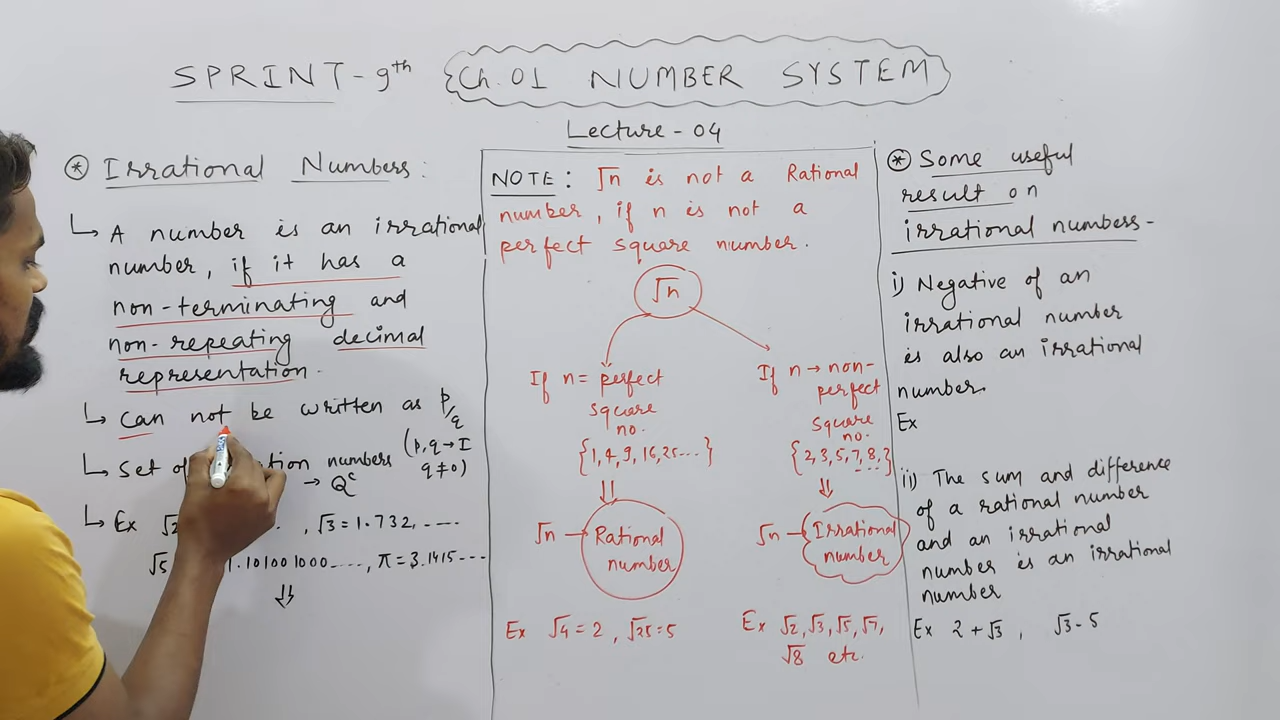 SPRINT-9th Ch.01 NUMBER SYSTEM
Lecture-04
* Irrational Numbers:
↳ A number is an irrational
number, if it has a
non-terminating and
non-repeating decimal
representation.
↳ Can not be written as p/q
(p,q→I
q≠0)
↳ Set of numbers
→ Qᶜ
↳ Ex , √3=1.732,.....
√5 1.101001000....., π=3.1415---
⇓
NOTE: √n is not a Rational
number, if n is not a
perfect square number.
√n
If n= perfect
square
no.
{1,4,9,16,25...}
⇓
√n → Rational
number
Ex √4=2, √25=5
If n→non-
perfect
square
no.
{2,3,5,7,8,...}
⇓
√n → Irrational
number
Ex √2,√3,√5,√7,
√8 etc.
* Some useful
result on
irrational numbers-
i) Negative of an
irrational number
is also an irrational
number.
Ex
ii) The sum and difference
of a rational number
and an irrational
number is an irrational
number
Ex 2+√3, √3-5